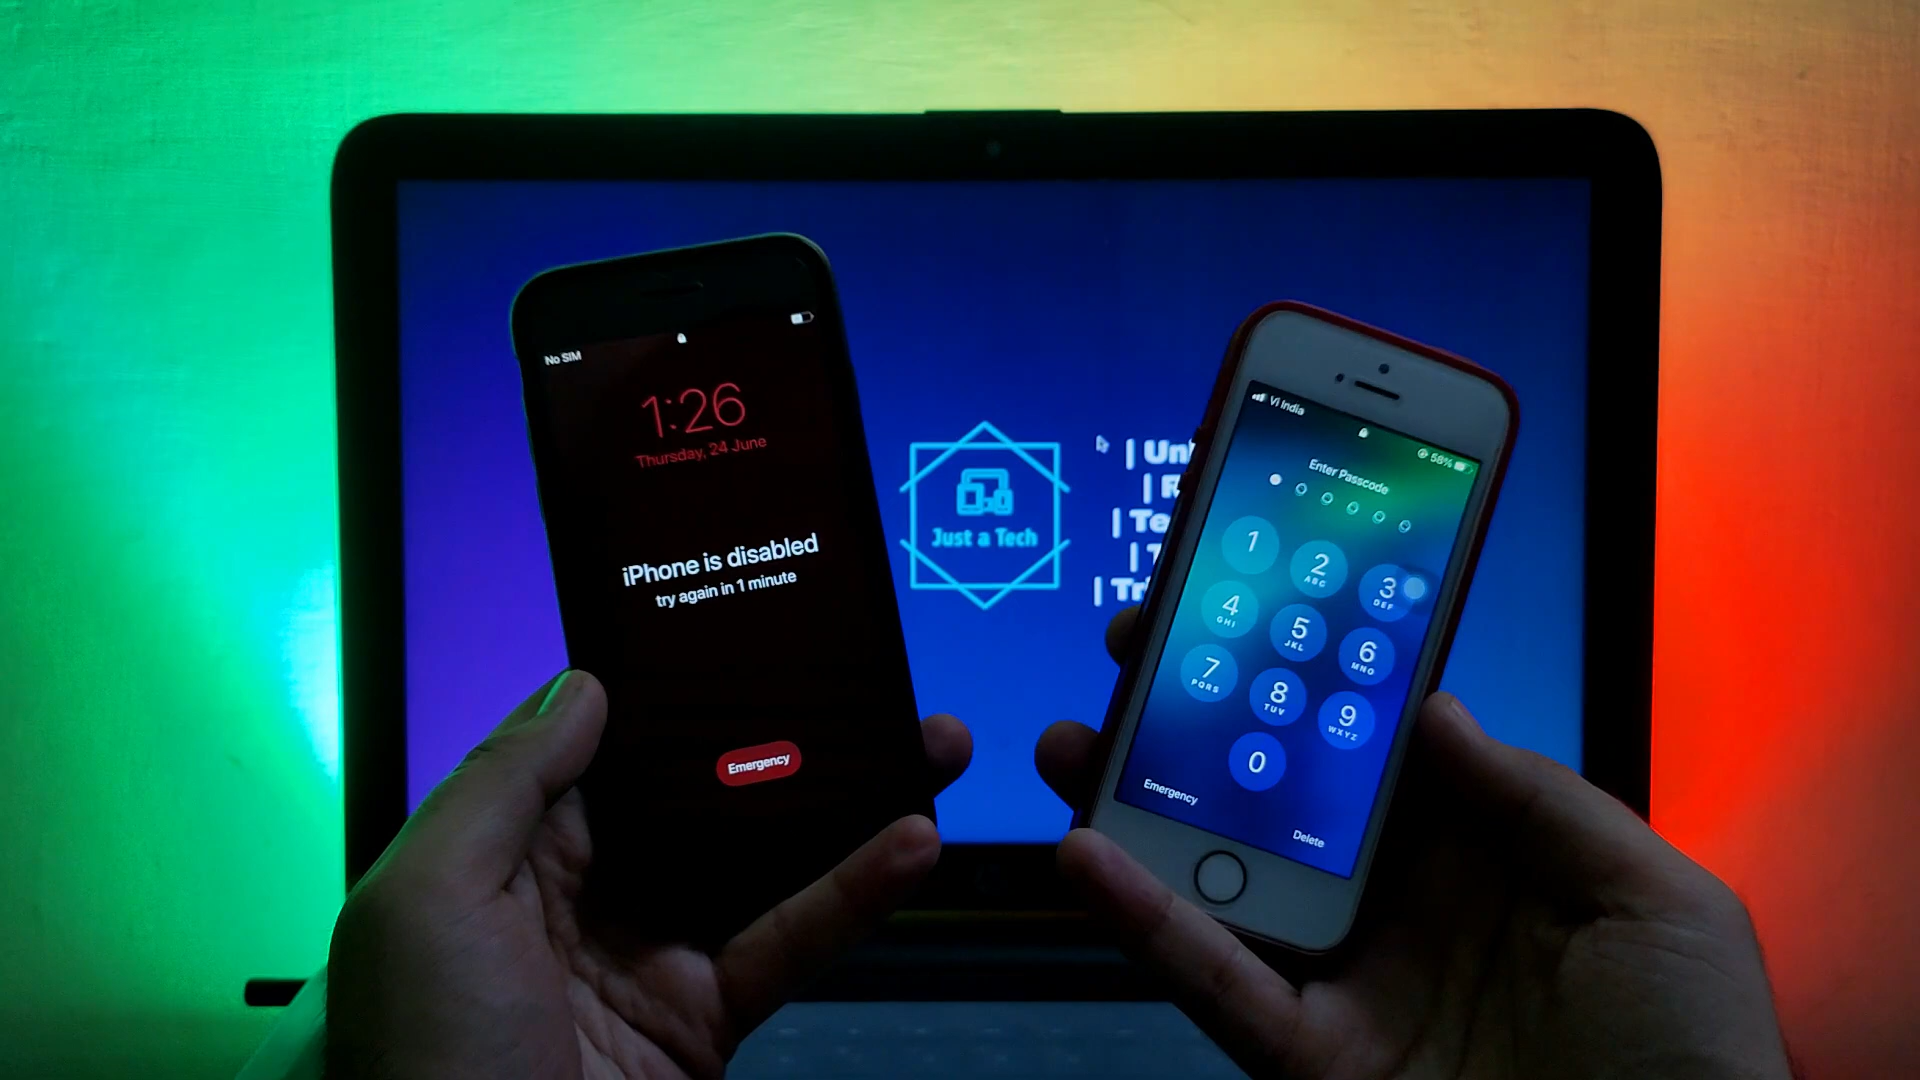 No SIM
1:26
Thursday, 24 June
iPhone is disabled
try again in 1 minute
Emergency
Just a Tech
Vi India
58%
Enter Passcode
1
2
ABC
3
DEF
4
GHI
5
JKL
6
MNO
7
PQRS
8
TUV
9
WXYZ
0
Emergency
Delete